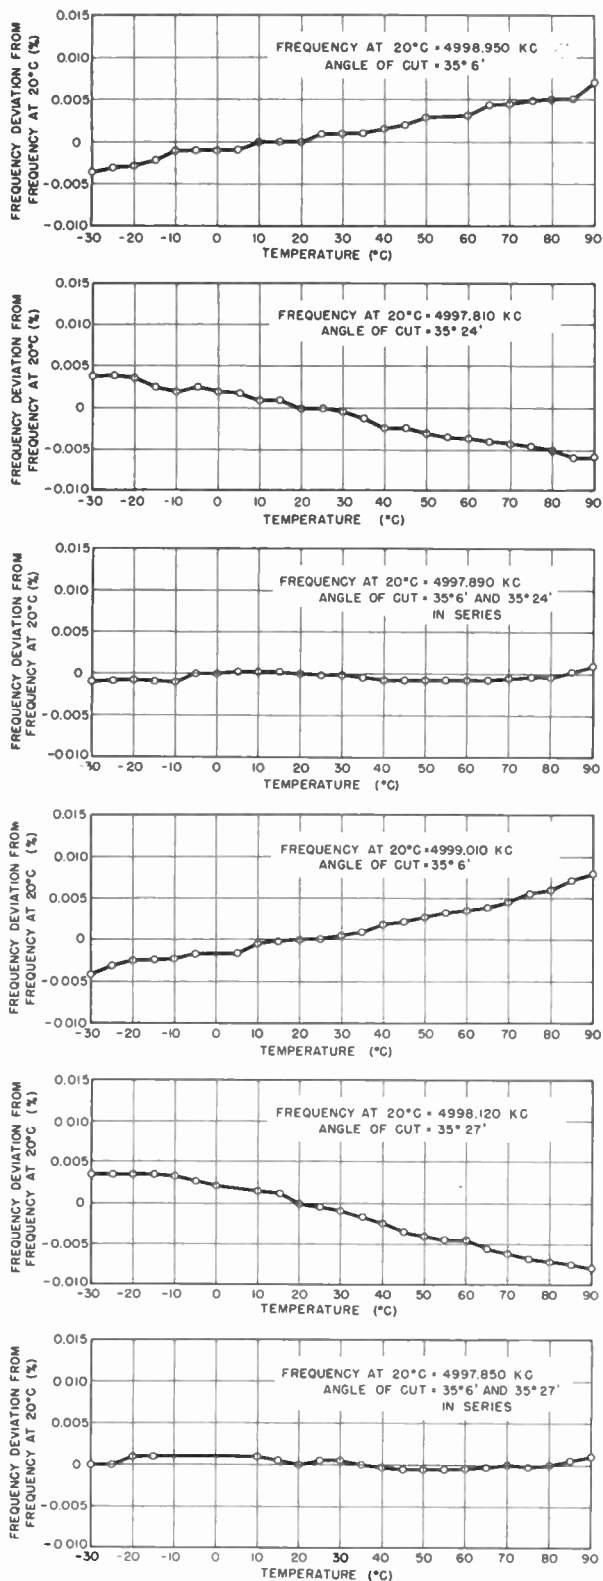 FREQUENCY DEVIATION FROM
FREQUENCY AT 20°C (%)
0.015
0.010
0.005
0
-0.005
-0.010
FREQUENCY AT 20°C = 4998.950 KC
ANGLE OF CUT = 35° 6'
-30 -20 -10 0 10 20 30 40 50 60 70 80 90
TEMPERATURE (°C)
FREQUENCY DEVIATION FROM
FREQUENCY AT 20°C (%)
0.015
0.010
0.005
0
-0.005
-0.010
FREQUENCY AT 20°C = 4997.810 KC
ANGLE OF CUT = 35° 24'
-30 -20 -10 0 10 20 30 40 50 60 70 80 90
TEMPERATURE (°C)
FREQUENCY DEVIATION FROM
FREQUENCY AT 20°C (%)
0.015
0.010
0.005
0
-0.005
-0.010
FREQUENCY AT 20°C = 4997.890 KC
ANGLE OF CUT = 35° 6' AND 35° 24'
IN SERIES
-30 -20 -10 0 10 20 30 40 50 60 70 80 90
TEMPERATURE (°C)
FREQUENCY DEVIATION FROM
FREQUENCY AT 20°C (%)
0.015
0.010
0.005
0
-0.005
-0.010
FREQUENCY AT 20°C = 4999.010 KC
ANGLE OF CUT = 35° 6'
-30 -20 -10 0 10 20 30 40 50 60 70 80 90
TEMPERATURE (°C)
FREQUENCY DEVIATION FROM
FREQUENCY AT 20°C (%)
0.015
0.010
0.005
0
-0.005
-0.010
FREQUENCY AT 20°C = 4998.120 KC
ANGLE OF CUT = 35° 27'
-30 -20 -10 0 10 20 30 40 50 60 70 80 90
TEMPERATURE (°C)
FREQUENCY DEVIATION FROM
FREQUENCY AT 20°C (%)
0.015
0.010
0.005
0
-0.005
-0.010
FREQUENCY AT 20°C = 4997.850 KC
ANGLE OF CUT = 35° 6' AND 35° 27'
IN SERIES
-30 -20 -10 0 10 20 30 40 50 60 70 80 90
TEMPERATURE (°C)